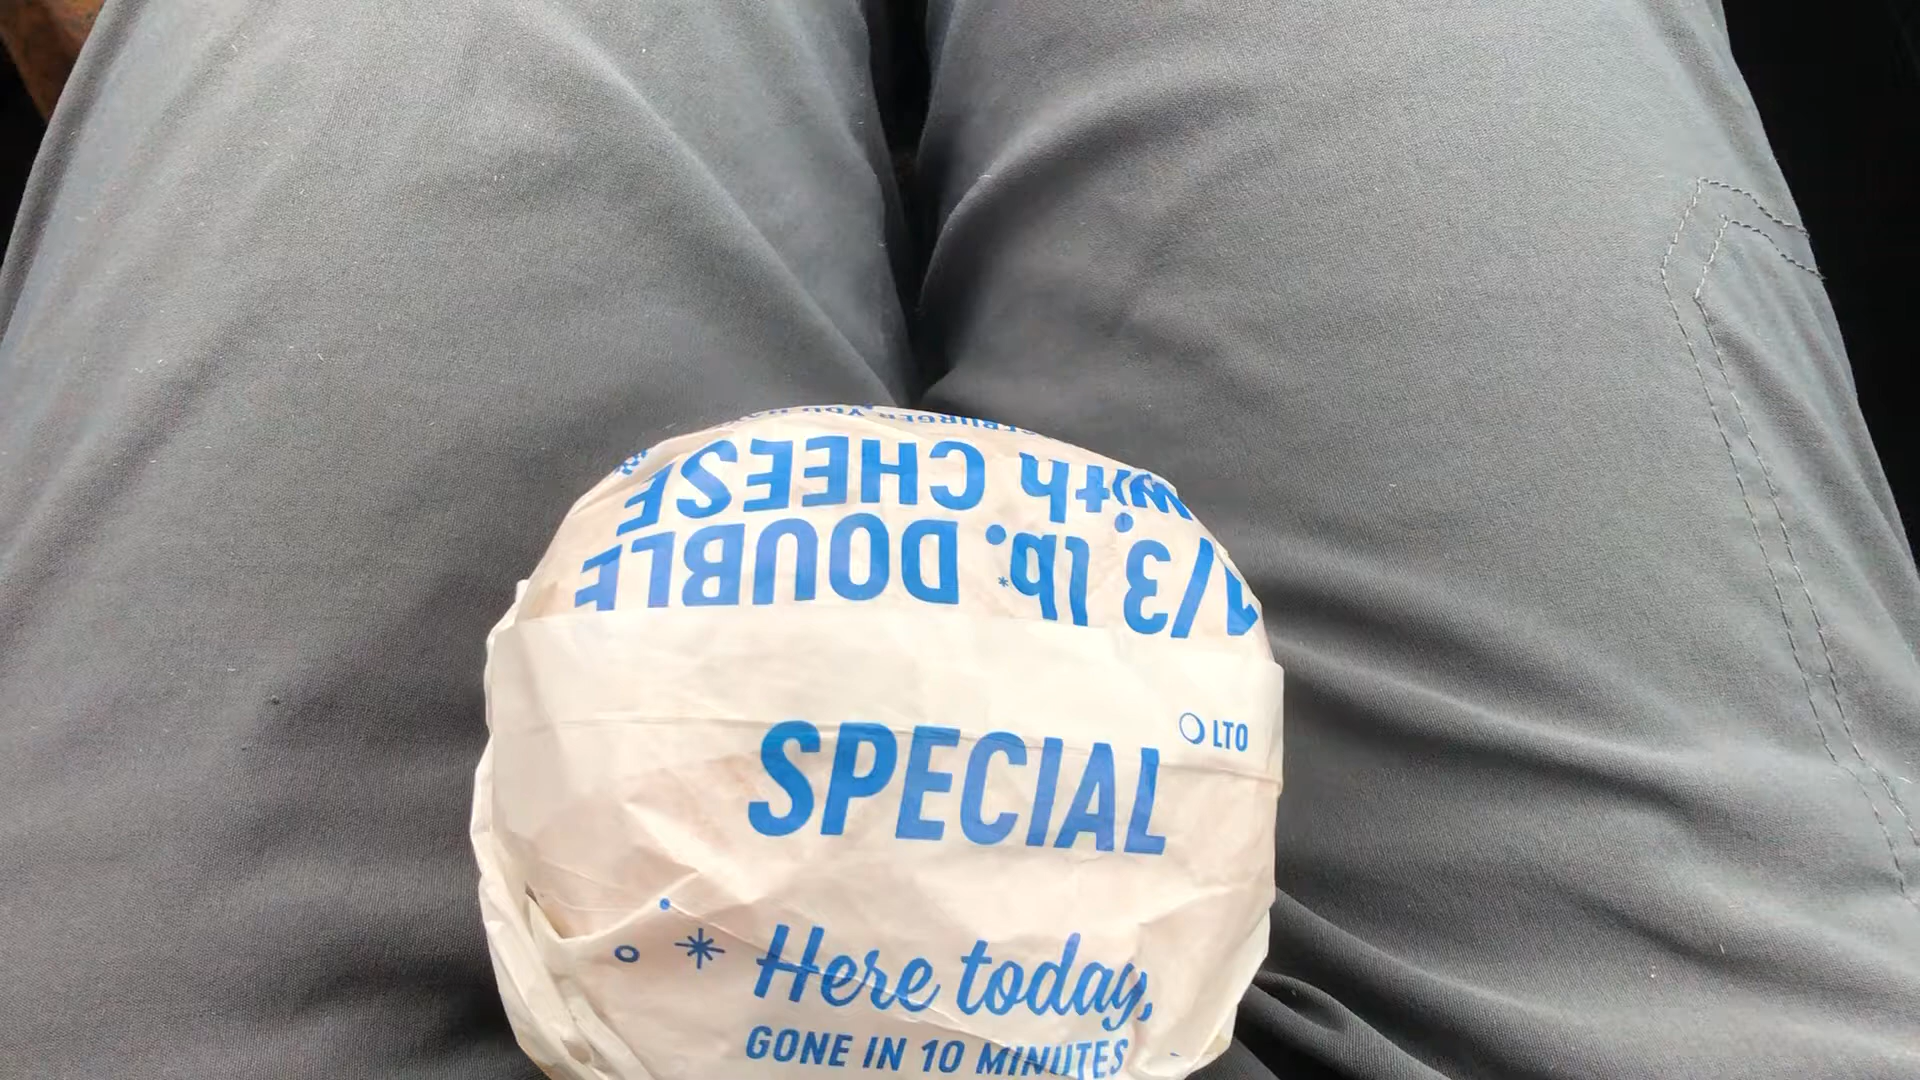 1/3 lb. DOUBLE
with CHEESE
LTO
SPECIAL
Here today,
GONE IN 10 MINUTES